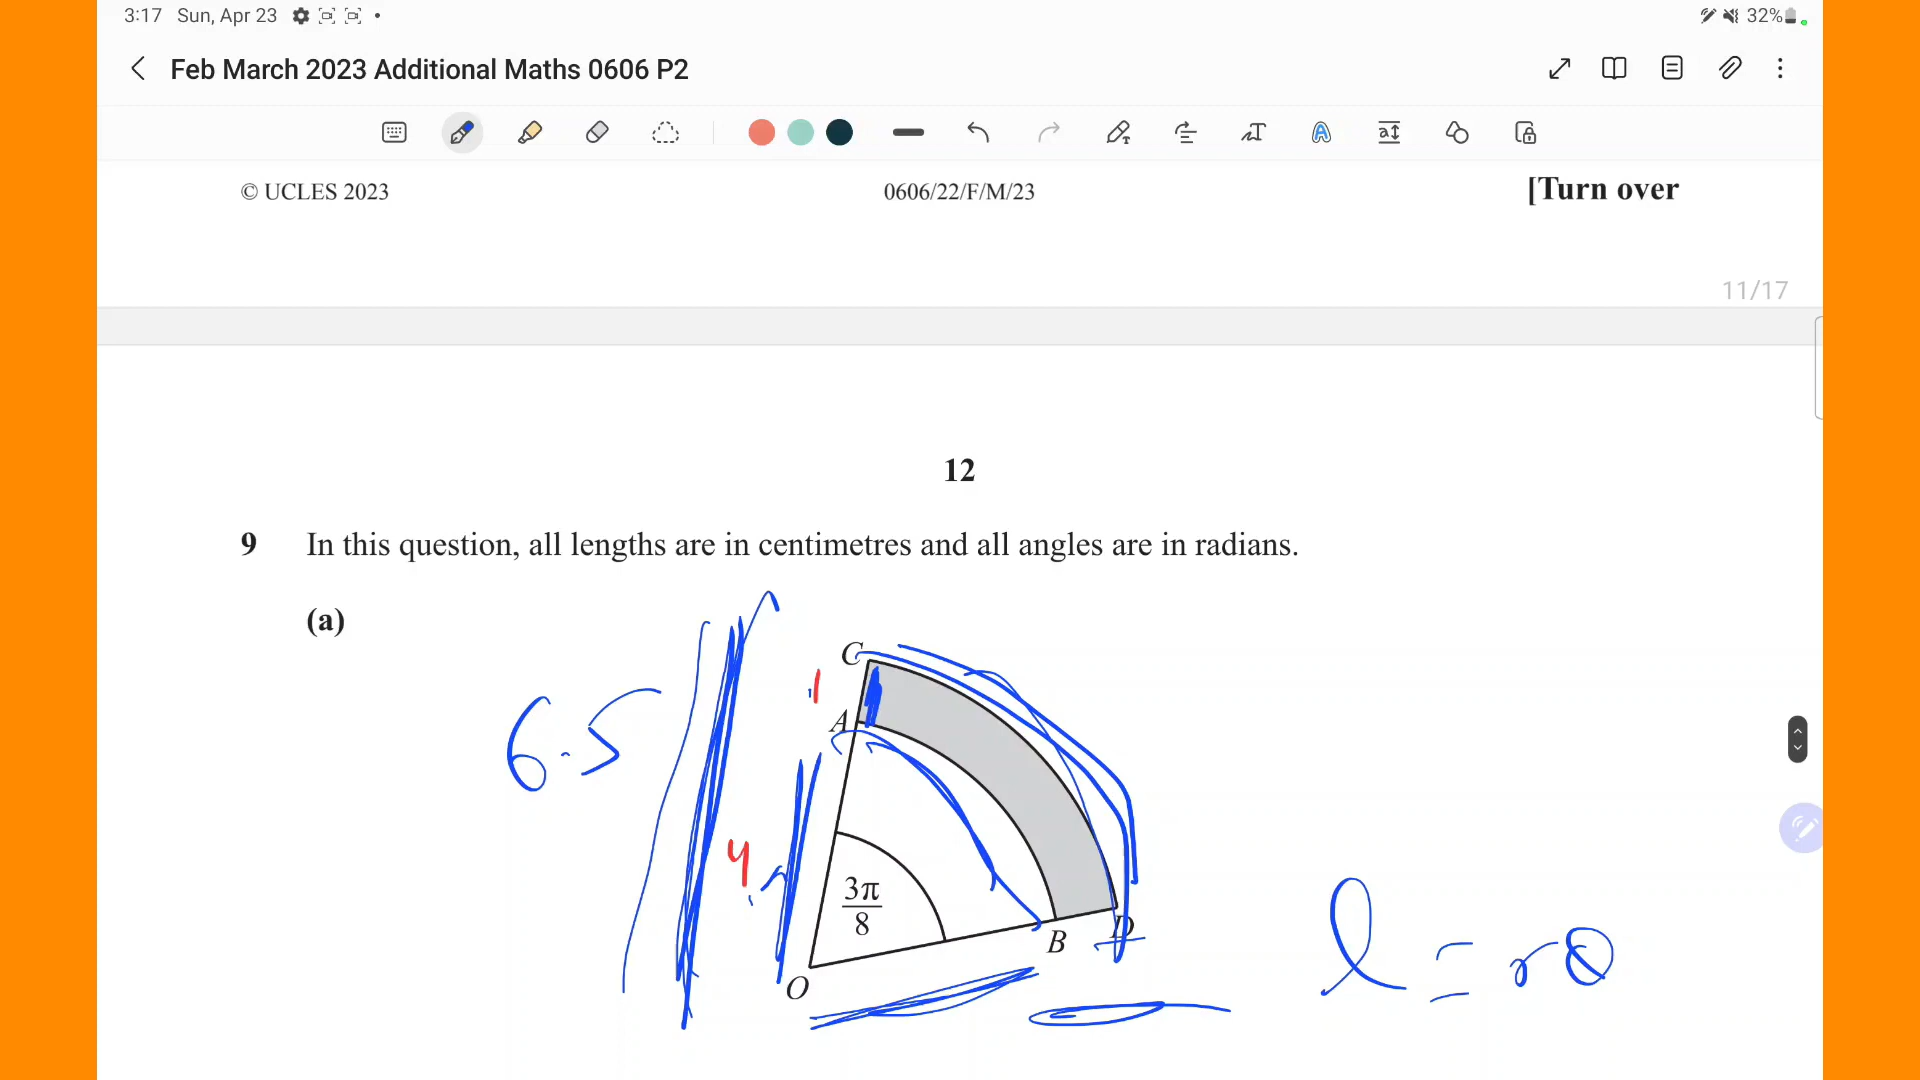 3:17 Sun, Apr 23
32%
Feb March 2023 Additional Maths 0606 P2
© UCLES 2023
0606/22/F/M/23
[Turn over
11/17
12
9 In this question, all lengths are in centimetres and all angles are in radians.
(a)
C
1
A
6.5
4
3π
8
B
D
O
l = rθ